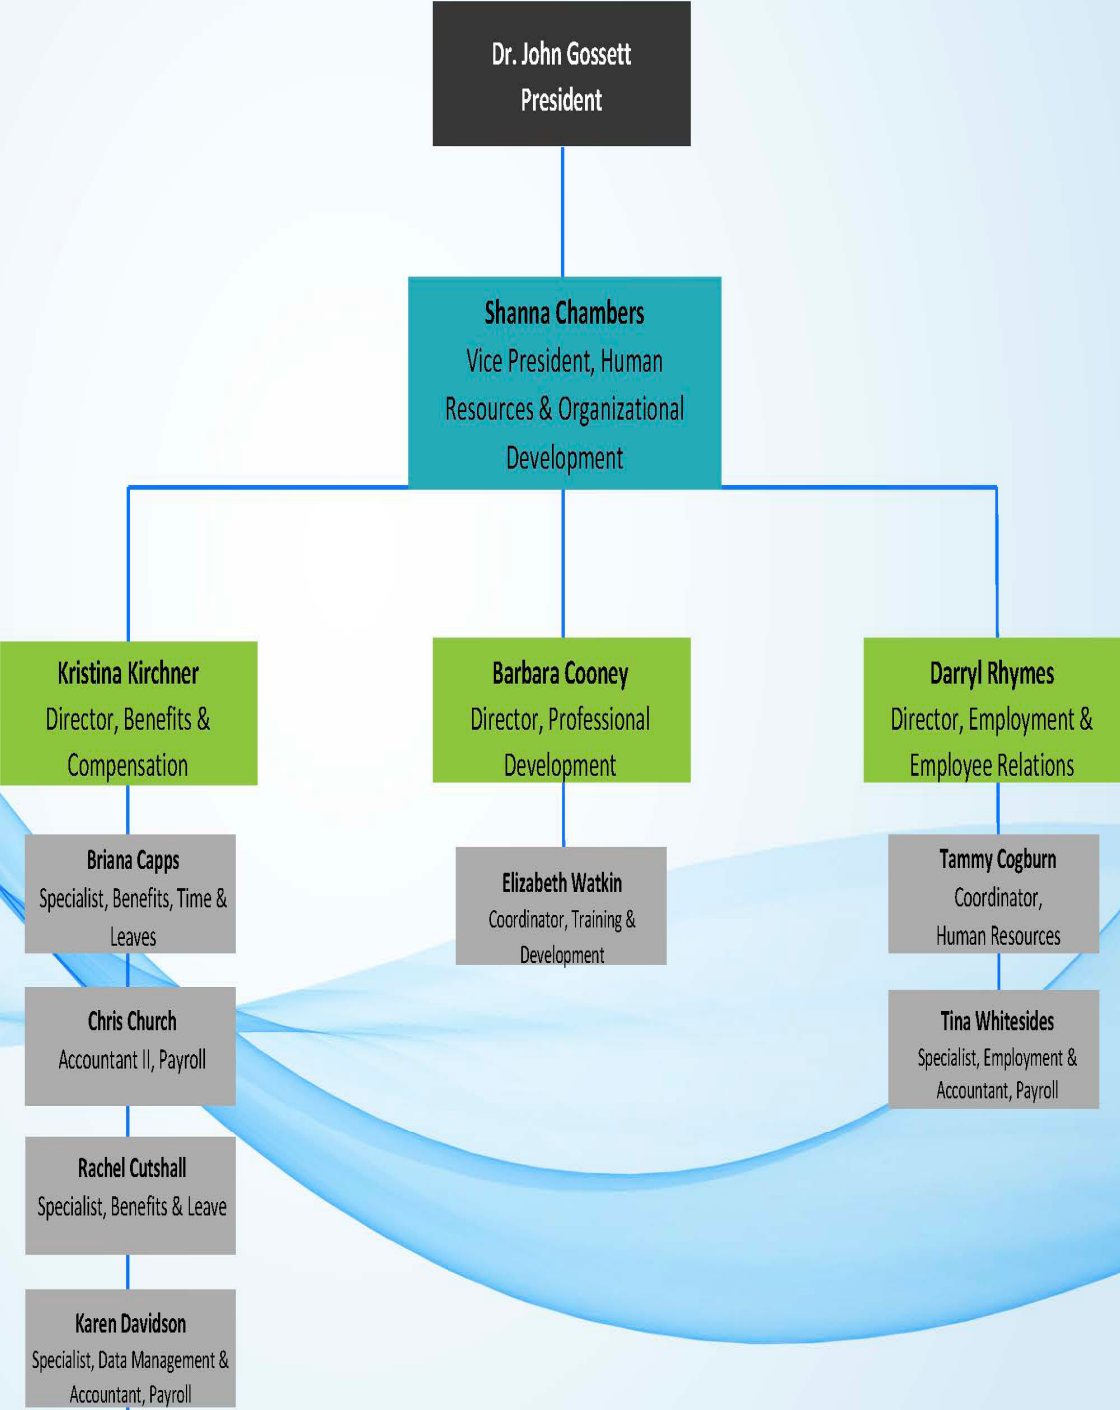 Dr. John Gossett
President
Shanna Chambers
Vice President, Human
Resources & Organizational
Development
Kristina Kirchner
Director, Benefits &
Compensation
Barbara Cooney
Director, Professional
Development
Darryl Rhymes
Director, Employment &
Employee Relations
Briana Capps
Specialist, Benefits, Time &
Leaves
Chris Church
Accountant II, Payroll
Rachel Cutshall
Specialist, Benefits & Leave
Karen Davidson
Specialist, Data Management &
Accountant, Payroll
Elizabeth Watkin
Coordinator, Training &
Development
Tammy Cogburn
Coordinator,
Human Resources
Tina Whitesides
Specialist, Employment &
Accountant, Payroll